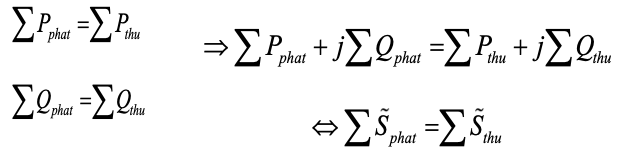 ∑P_phat = ∑P_thu
∑Q_phat = ∑Q_thu
⇒ ∑P_phat + j∑Q_phat = ∑P_thu + j∑Q_thu
⇔ ∑S̃_phat = ∑S̃_thu